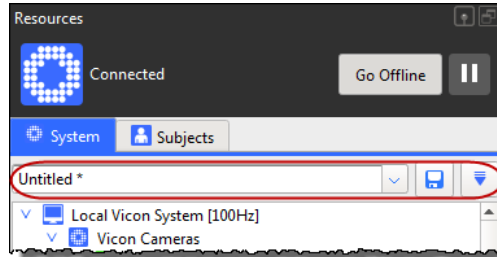 Resources
Connected
Go Offline
System
Subjects
Untitled *
Local Vicon System [100Hz]
Vicon Cameras